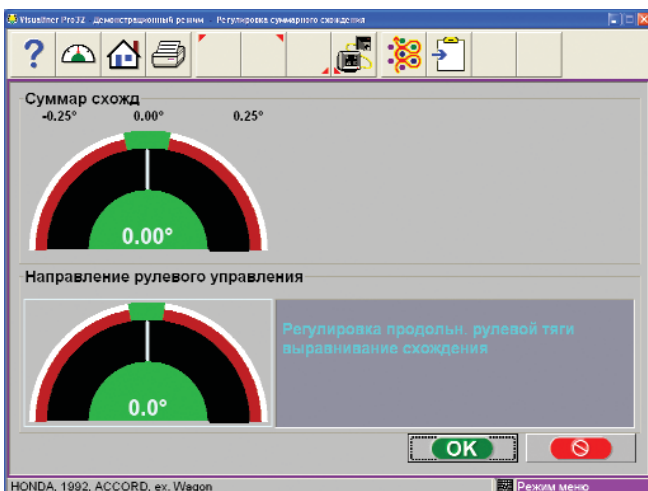 Visualiner Pro32 - Демонстрационный режим - Регулировка суммарного схождения
?
Суммар схожд
-0.25° 0.00° 0.25°
0.00°
Направление рулевого управления
0.0°
Регулировка продольн. рулевой тяги
выравнивание схождения
OK
HONDA, 1992, ACCORD, ex. Wagon
Режим меню